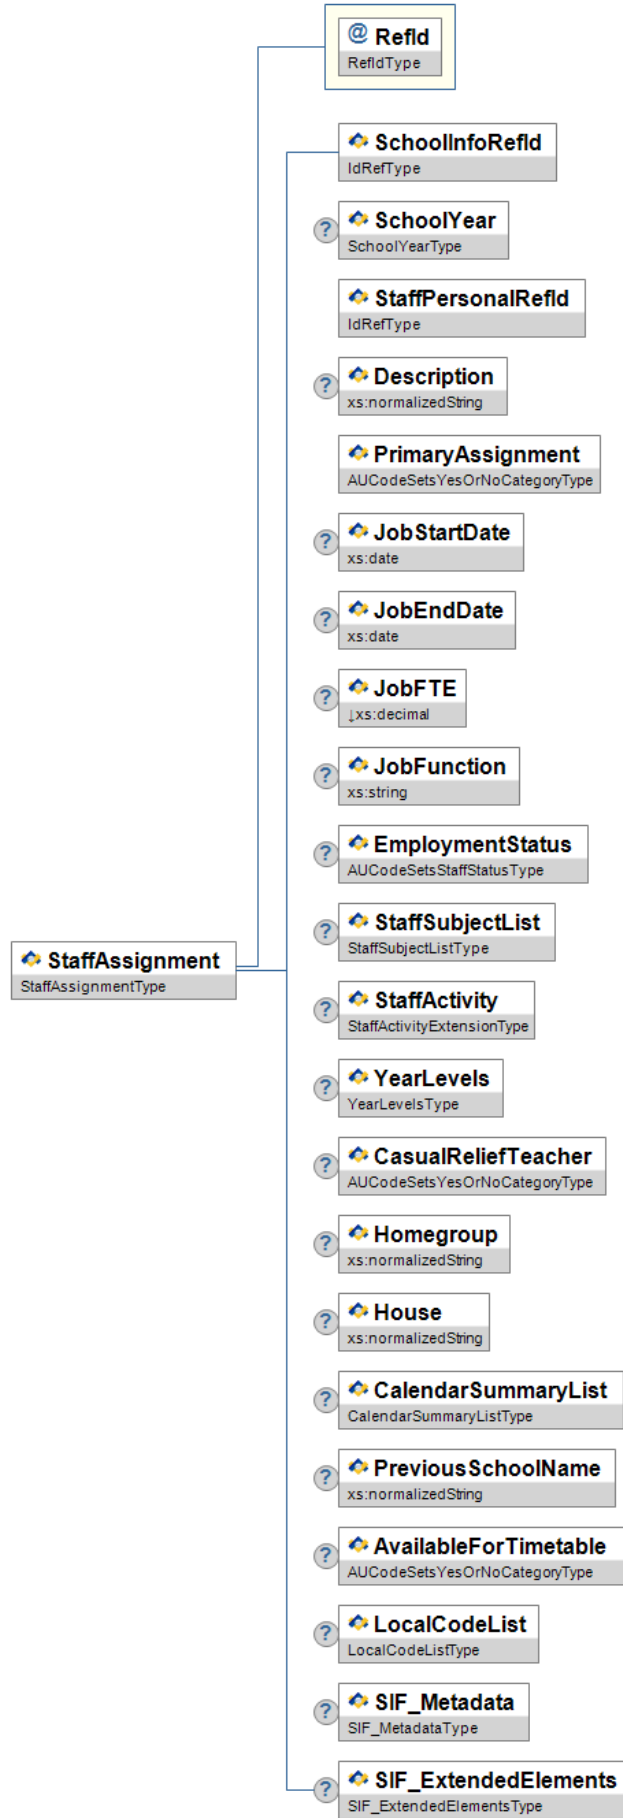 @ RefId
RefIdType
SchoolInfoRefId
IdRefType
? SchoolYear
SchoolYearType
StaffPersonalRefId
IdRefType
? Description
xs:normalizedString
PrimaryAssignment
AUCodeSetsYesOrNoCategoryType
? JobStartDate
xs:date
? JobEndDate
xs:date
? JobFTE
↓xs:decimal
? JobFunction
xs:string
? EmploymentStatus
AUCodeSetsStaffStatusType
? StaffSubjectList
StaffSubjectListType
StaffAssignment
StaffAssignmentType
? StaffActivity
StaffActivityExtensionType
? YearLevels
YearLevelsType
? CasualReliefTeacher
AUCodeSetsYesOrNoCategoryType
? Homegroup
xs:normalizedString
? House
xs:normalizedString
? CalendarSummaryList
CalendarSummaryListType
? PreviousSchoolName
xs:normalizedString
? AvailableForTimetable
AUCodeSetsYesOrNoCategoryType
? LocalCodeList
LocalCodeListType
? SIF_Metadata
SIF_MetadataType
? SIF_ExtendedElements
SIF_ExtendedElementsType